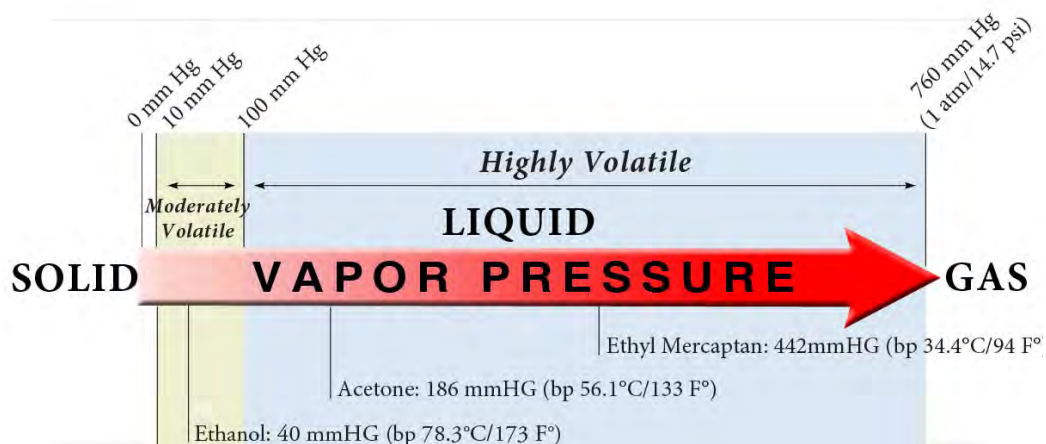 0 mm Hg
10 mm Hg
100 mm Hg
760 mm Hg
(1 atm/14.7 psi)
Highly Volatile
Moderately
Volatile
LIQUID
SOLID
VAPOR PRESSURE
GAS
Ethyl Mercaptan: 442mmHG (bp 34.4°C/94 F°)
Acetone: 186 mmHG (bp 56.1°C/133 F°)
Ethanol: 40 mmHG (bp 78.3°C/173 F°)